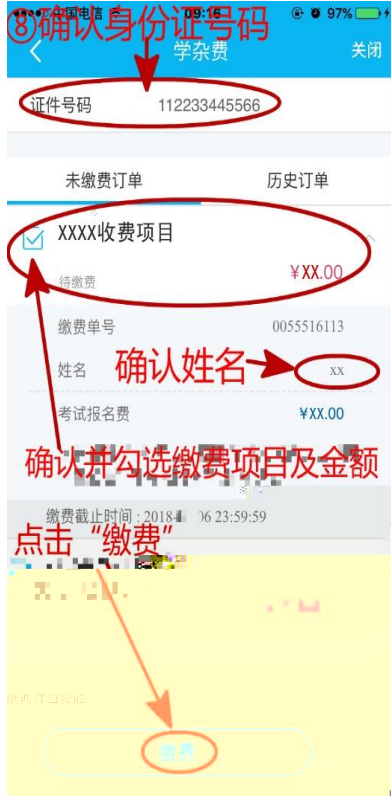 ⑧确认身份证号码
中国电信 09:16 97%
学杂费 关闭
证件号码 112233445566
未缴费订单 历史订单
XXXX收费项目
待缴费 ¥XX.00
缴费单号 0055516113
姓名 确认姓名 xx
考试报名费 ¥XX.00
确认并勾选缴费项目及金额
缴费截止时间 : 2018- 06 23:59:59
点击“缴费”
缴费